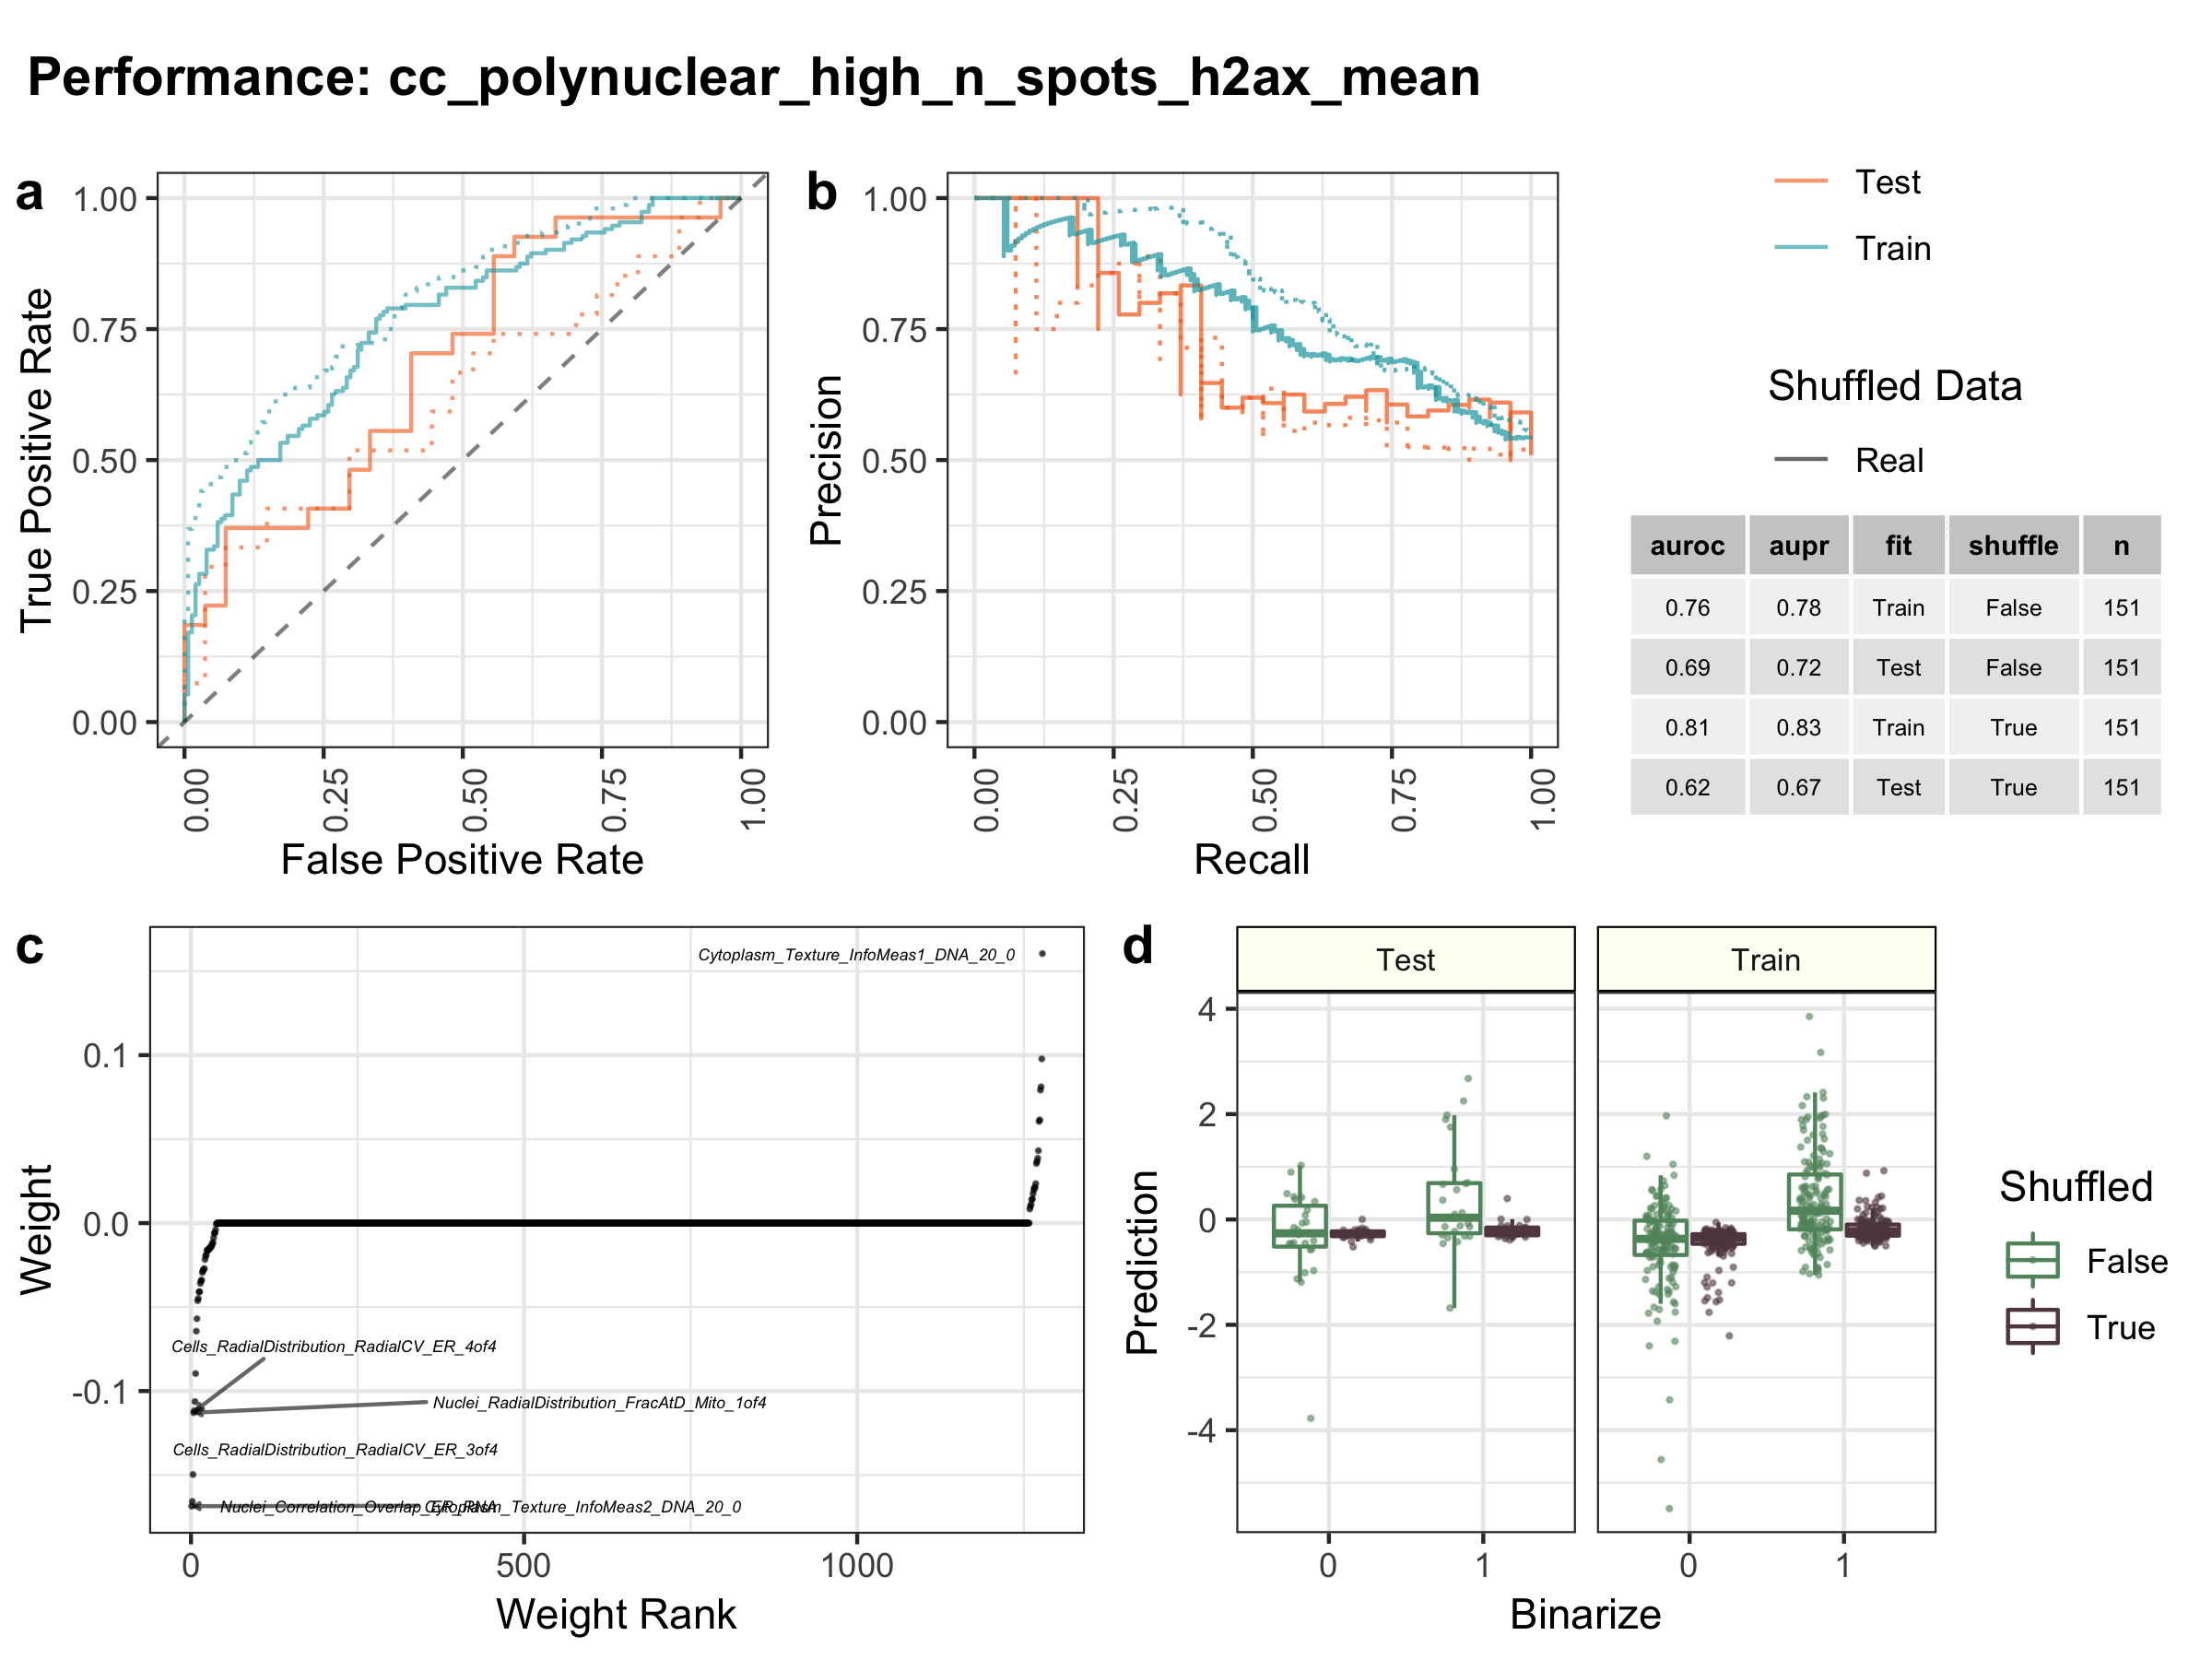 Performance: cc_polynuclear_high_n_spots_h2ax_mean
a
1.00
0.75
0.50
0.25
0.00
True Positive Rate
0.00
0.25
0.50
0.75
1.00
False Positive Rate
b
1.00
0.75
0.50
0.25
0.00
Precision
0.00
0.25
0.50
0.75
1.00
Recall
Test
Train
Shuffled Data
Real
auroc aupr fit shuffle n
0.76 0.78 Train False 151
0.69 0.72 Test False 151
0.81 0.83 Train True 151
0.62 0.67 Test True 151
c
0.1
0.0
-0.1
Weight
Cytoplasm_Texture_InfoMeas1_DNA_20_0
Cells_RadialDistribution_RadialCV_ER_4of4
Nuclei_RadialDistribution_FracAtD_Mito_1of4
Cells_RadialDistribution_RadialCV_ER_3of4
Nuclei_Correlation_Overlap_ER_RNA
Cytoplasm_Texture_InfoMeas2_DNA_20_0
0
500
1000
Weight Rank
d
Test
Train
4
2
0
-2
-4
Prediction
0
1
0
1
Binarize
Shuffled
False
True